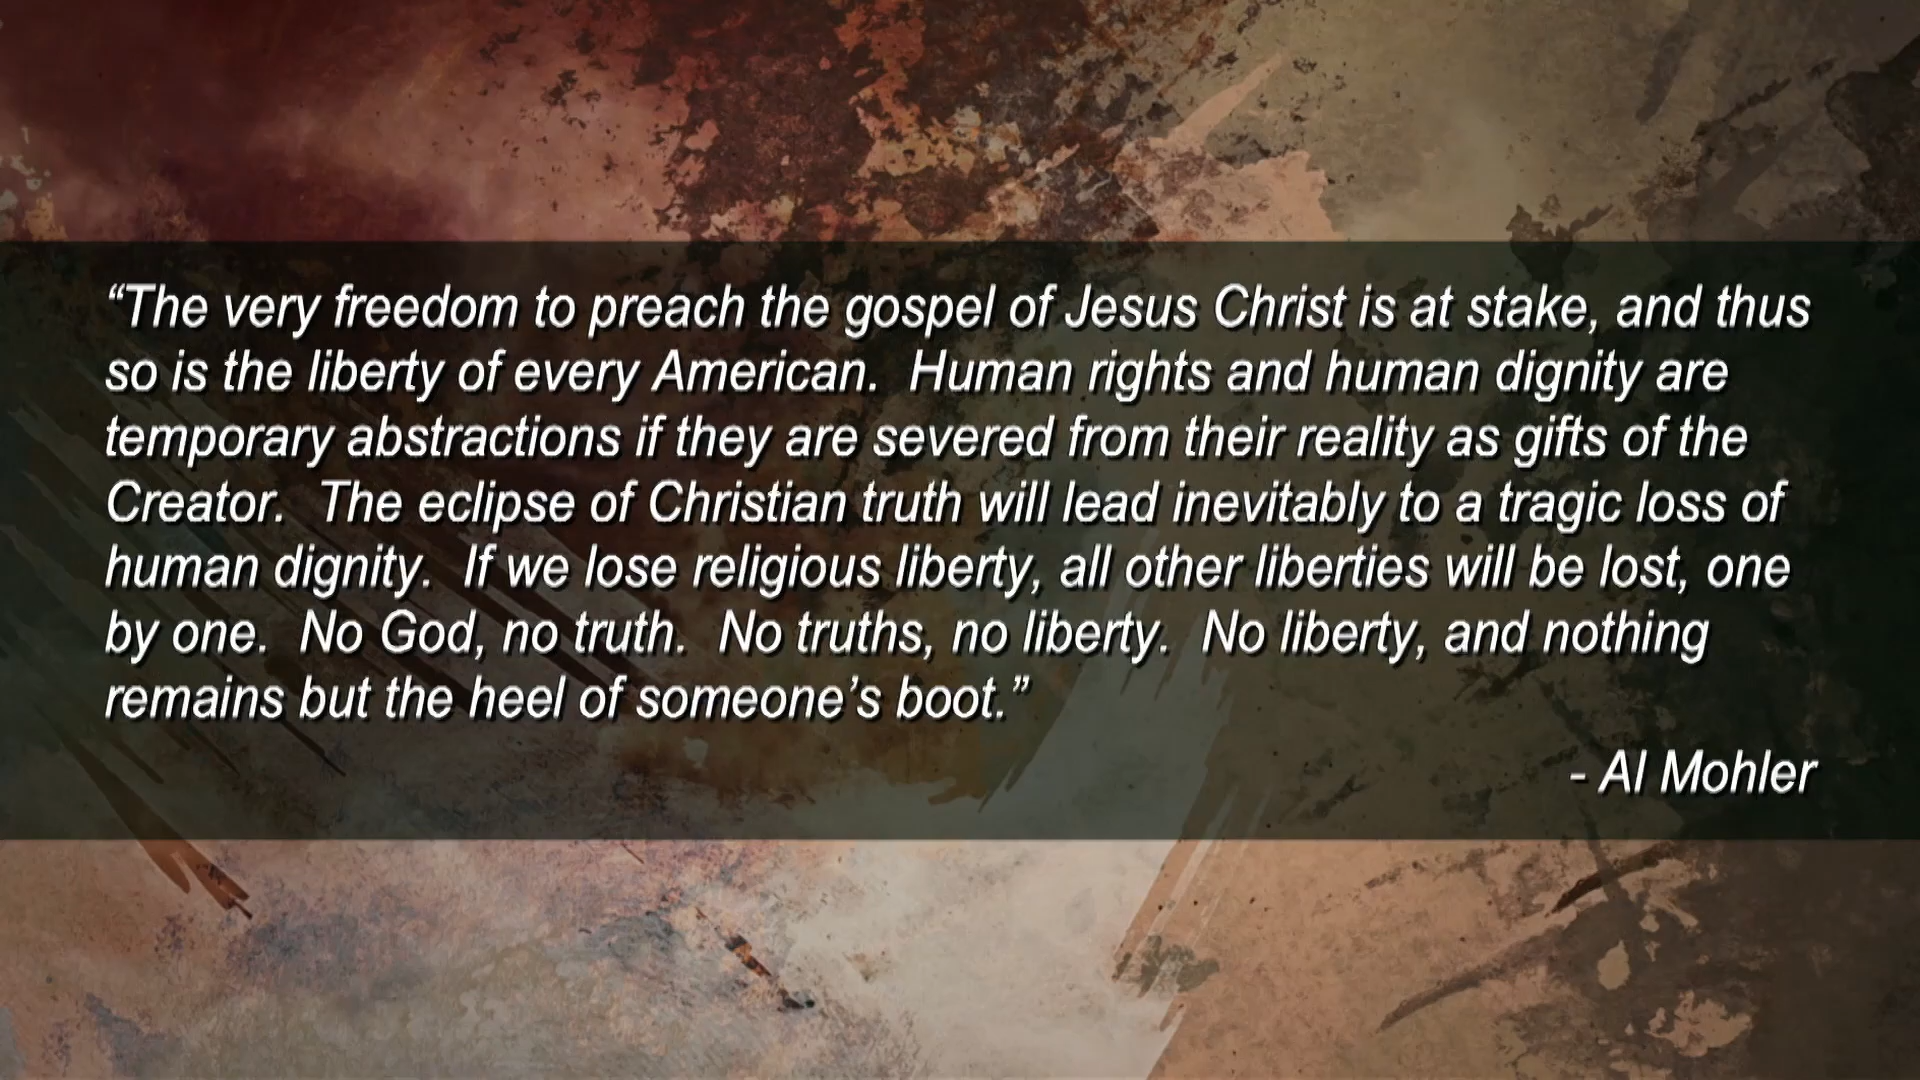 “The very freedom to preach the gospel of Jesus Christ is at stake, and thus
so is the liberty of every American.  Human rights and human dignity are
temporary abstractions if they are severed from their reality as gifts of the
Creator.  The eclipse of Christian truth will lead inevitably to a tragic loss of
human dignity.  If we lose religious liberty, all other liberties will be lost, one
by one.  No God, no truth.  No truths, no liberty.  No liberty, and nothing
remains but the heel of someone’s boot.”
- Al Mohler